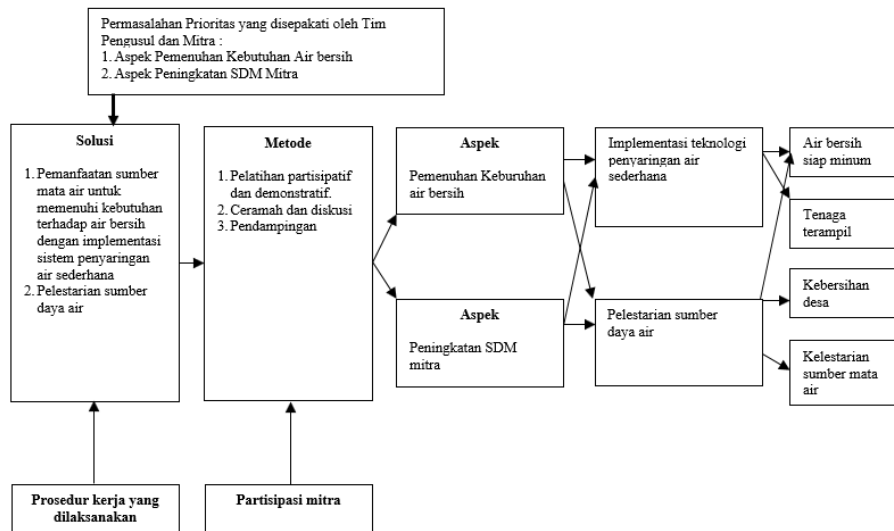 Permasalahan Prioritas yang disepakati oleh Tim
Pengusul dan Mitra :
1. Aspek Pemenuhan Kebutuhan Air bersih
2. Aspek Peningkatan SDM Mitra
Solusi
1. Pemanfaatan sumber
mata air untuk
memenuhi kebutuhan
terhadap air bersih
dengan implementasi
sistem penyaringan
air sederhana
2. Pelestarian sumber
daya air
Metode
1. Pelatihan partisipatif
dan demonstratif.
2. Ceramah dan diskusi
3. Pendampingan
Aspek
Pemenuhan Keburuhan
air bersih
Aspek
Peningkatan SDM
mitra
Implementasi teknologi
penyaringan air
sederhana
Pelestarian sumber
daya air
Air bersih
siap minum
Tenaga
terampil
Kebersihan
desa
Kelestarian
sumber mata
air
Prosedur kerja yang
dilaksanakan
Partisipasi mitra